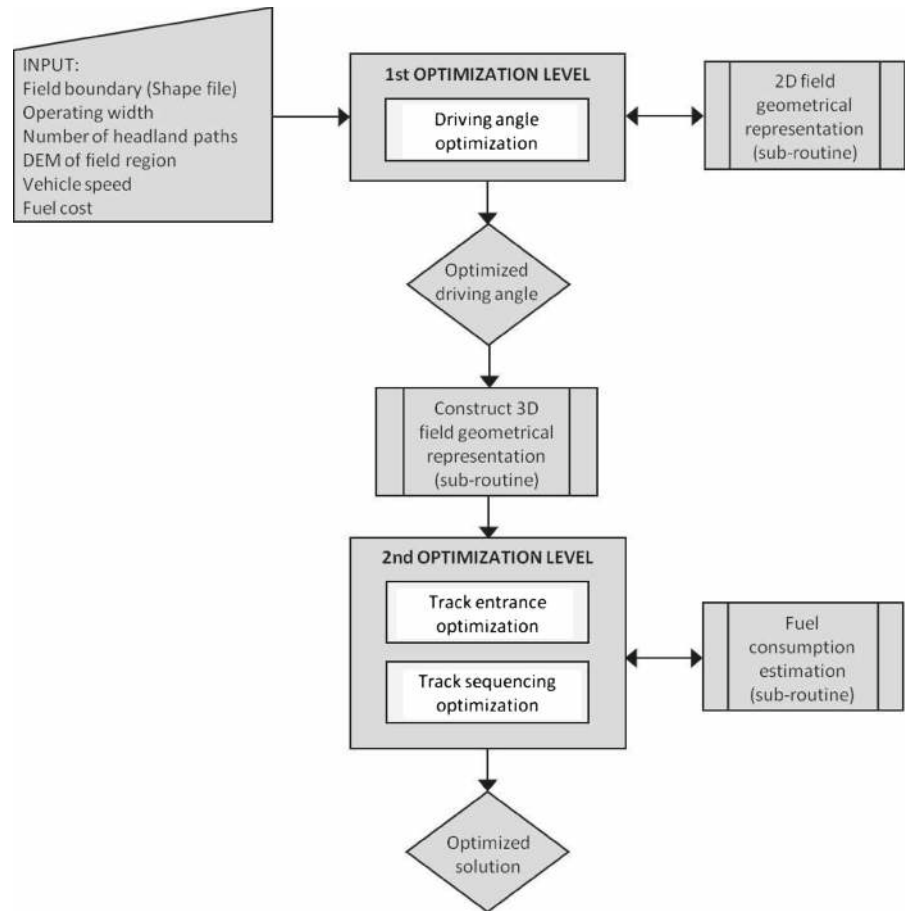 INPUT:
Field boundary (Shape file)
Operating width
Number of headland paths
DEM of field region
Vehicle speed
Fuel cost
1st OPTIMIZATION LEVEL
Driving angle
optimization
2D field
geometrical
representation
(sub-routine)
Optimized
driving angle
Construct 3D
field geometrical
representation
(sub-routine)
2nd OPTIMIZATION LEVEL
Track entrance
optimization
Track sequencing
optimization
Fuel
consumption
estimation
(sub-routine)
Optimized
solution